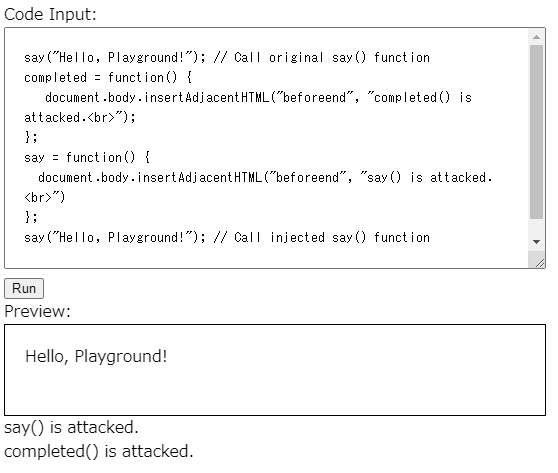 Code Input:
say("Hello, Playground!"); // Call original say() function
completed = function() {
   document.body.insertAdjacentHTML("beforeend", "completed() is
attacked.<br>");
};
say = function() {
  document.body.insertAdjacentHTML("beforeend", "say() is attacked.
<br>")
};
say("Hello, Playground!"); // Call injected say() function
Run
Preview:
Hello, Playground!
say() is attacked.
completed() is attacked.